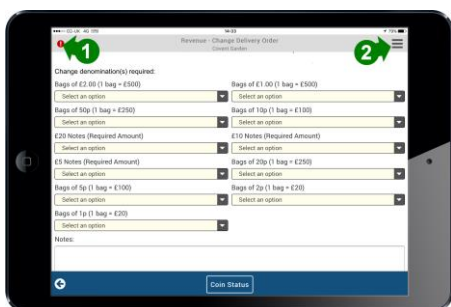 14:33
Revenue - Change Delivery Order
Covent Garden
1
2
Change denomination(s) required:
Bags of £2.00 (1 bag = £500)
Bags of £1.00 (1 bag = £500)
Select an option
Select an option
Bags of 50p (1 bag = £250)
Bags of 10p (1 bag = £100)
Select an option
Select an option
£20 Notes (Required Amount)
£10 Notes (Required Amount)
Select an option
Select an option
£5 Notes (Required Amount)
Bags of 20p (1 bag = £250)
Select an option
Select an option
Bags of 5p (1 bag = £100)
Bags of 2p (1 bag = £20)
Select an option
Select an option
Bags of 1p (1 bag = £20)
Select an option
Notes:
Coin Status